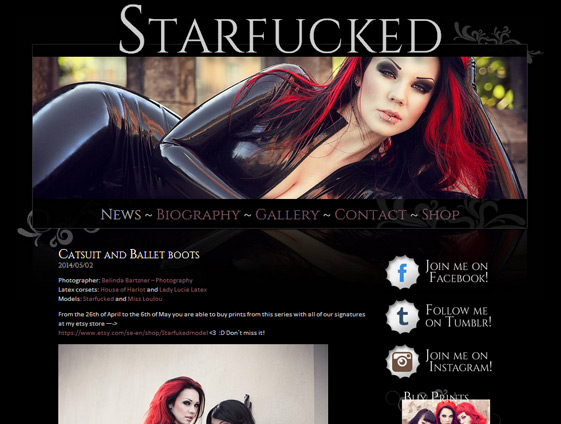 STARFUCKED
NEWS ~ BIOGRAPHY ~ GALLERY ~ CONTACT ~ SHOP
CATSUIT AND BALLET BOOTS
2014/05/02
Photographer: Belinda Bartzner – Photography
Latex corsets: House of Harlot and Lady Lucie Latex
Models: Starfucked and Miss Loulou
From the 26th of April to the 6th of May you are able to buy prints from this series with all of our signatures
at my etsy store —->
https://www.etsy.com/se-en/shop/Starfukedmodel <3 :D Don´t miss it!
JOIN ME ON
FACEBOOK!
FOLLOW ME
ON TUMBLR!
JOIN ME ON
INSTAGRAM!
BUY PRINTS